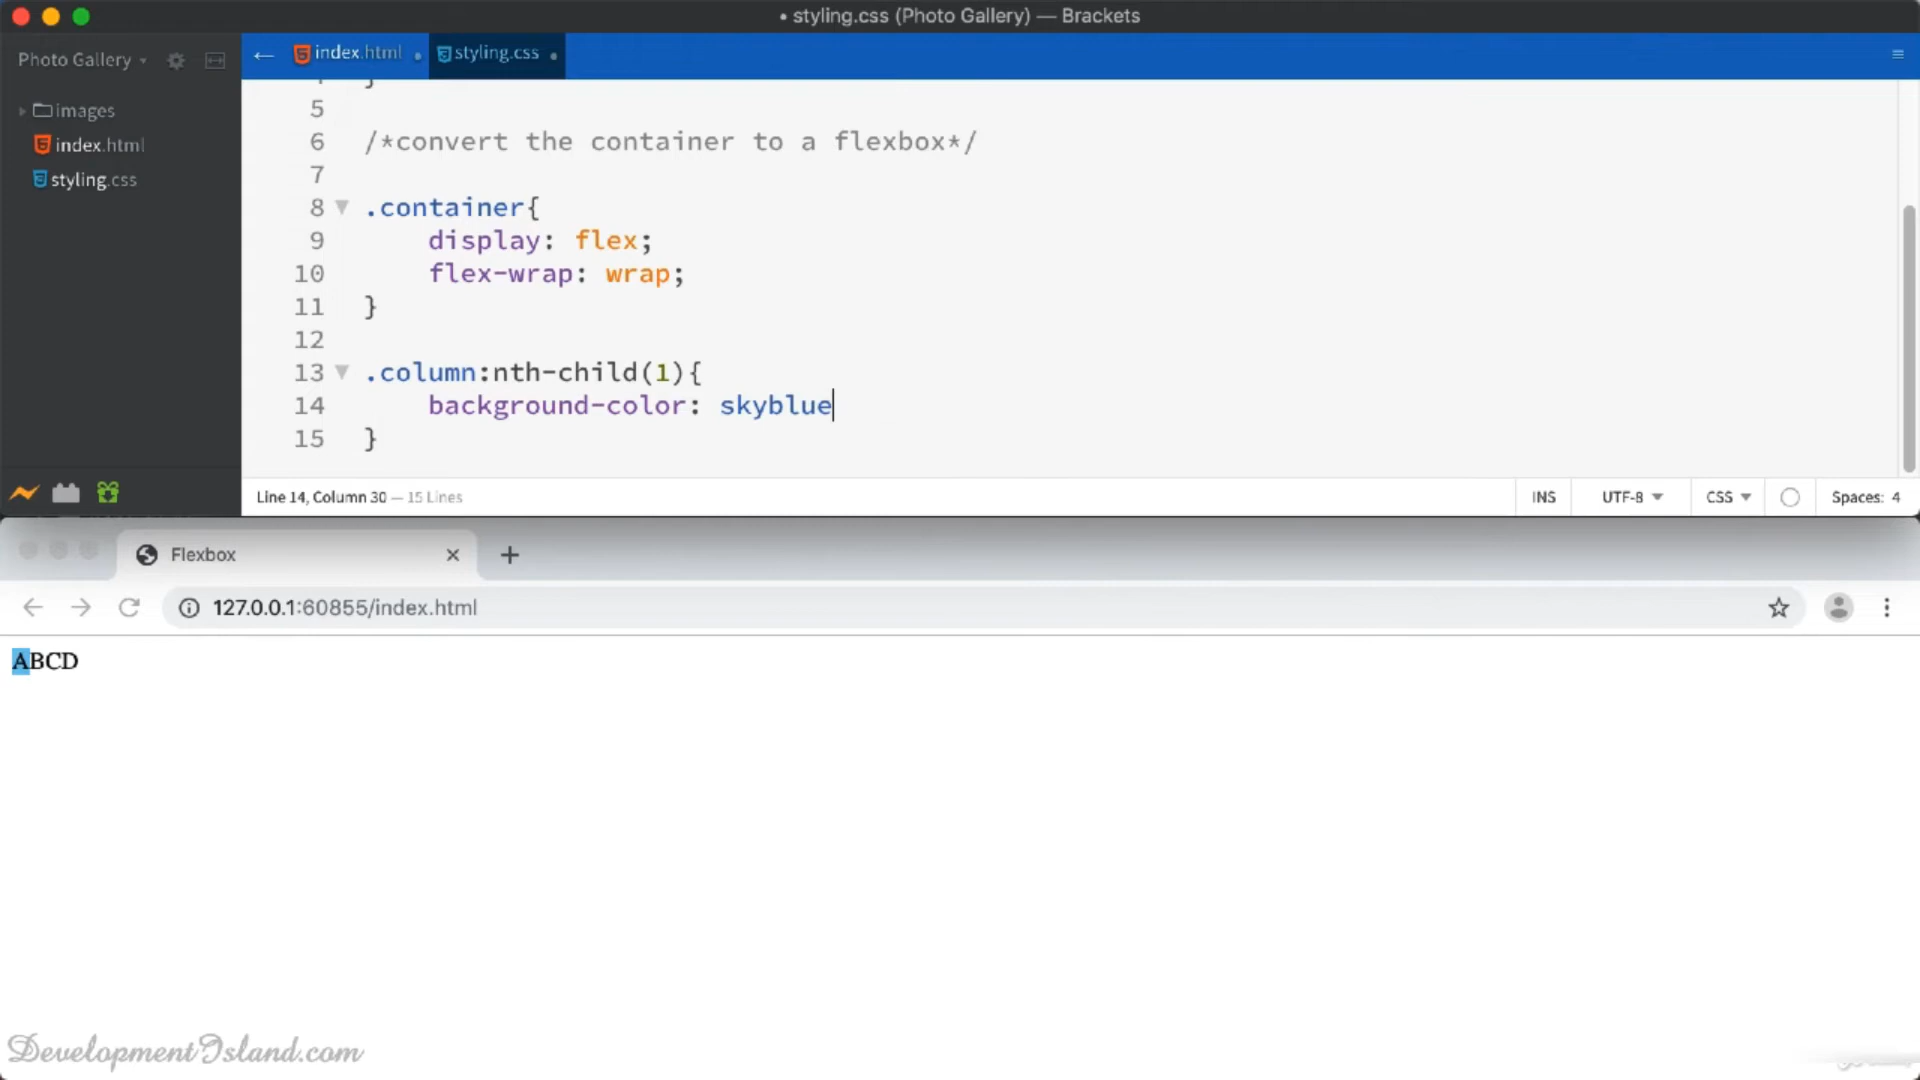 • styling.css (Photo Gallery) — Brackets
Photo Gallery
index.html
styling.css
images
index.html
styling.css
5
6 /*convert the container to a flexbox*/
7
8 .container{
9 display: flex;
10 flex-wrap: wrap;
11 }
12
13 .column:nth-child(1){
14 background-color: skyblue
15 }
Line 14, Column 30 — 15 Lines
INS
UTF-8
CSS
Spaces: 4
Flexbox
127.0.0.1:60855/index.html
ABCD
DevelopmentIsland.com